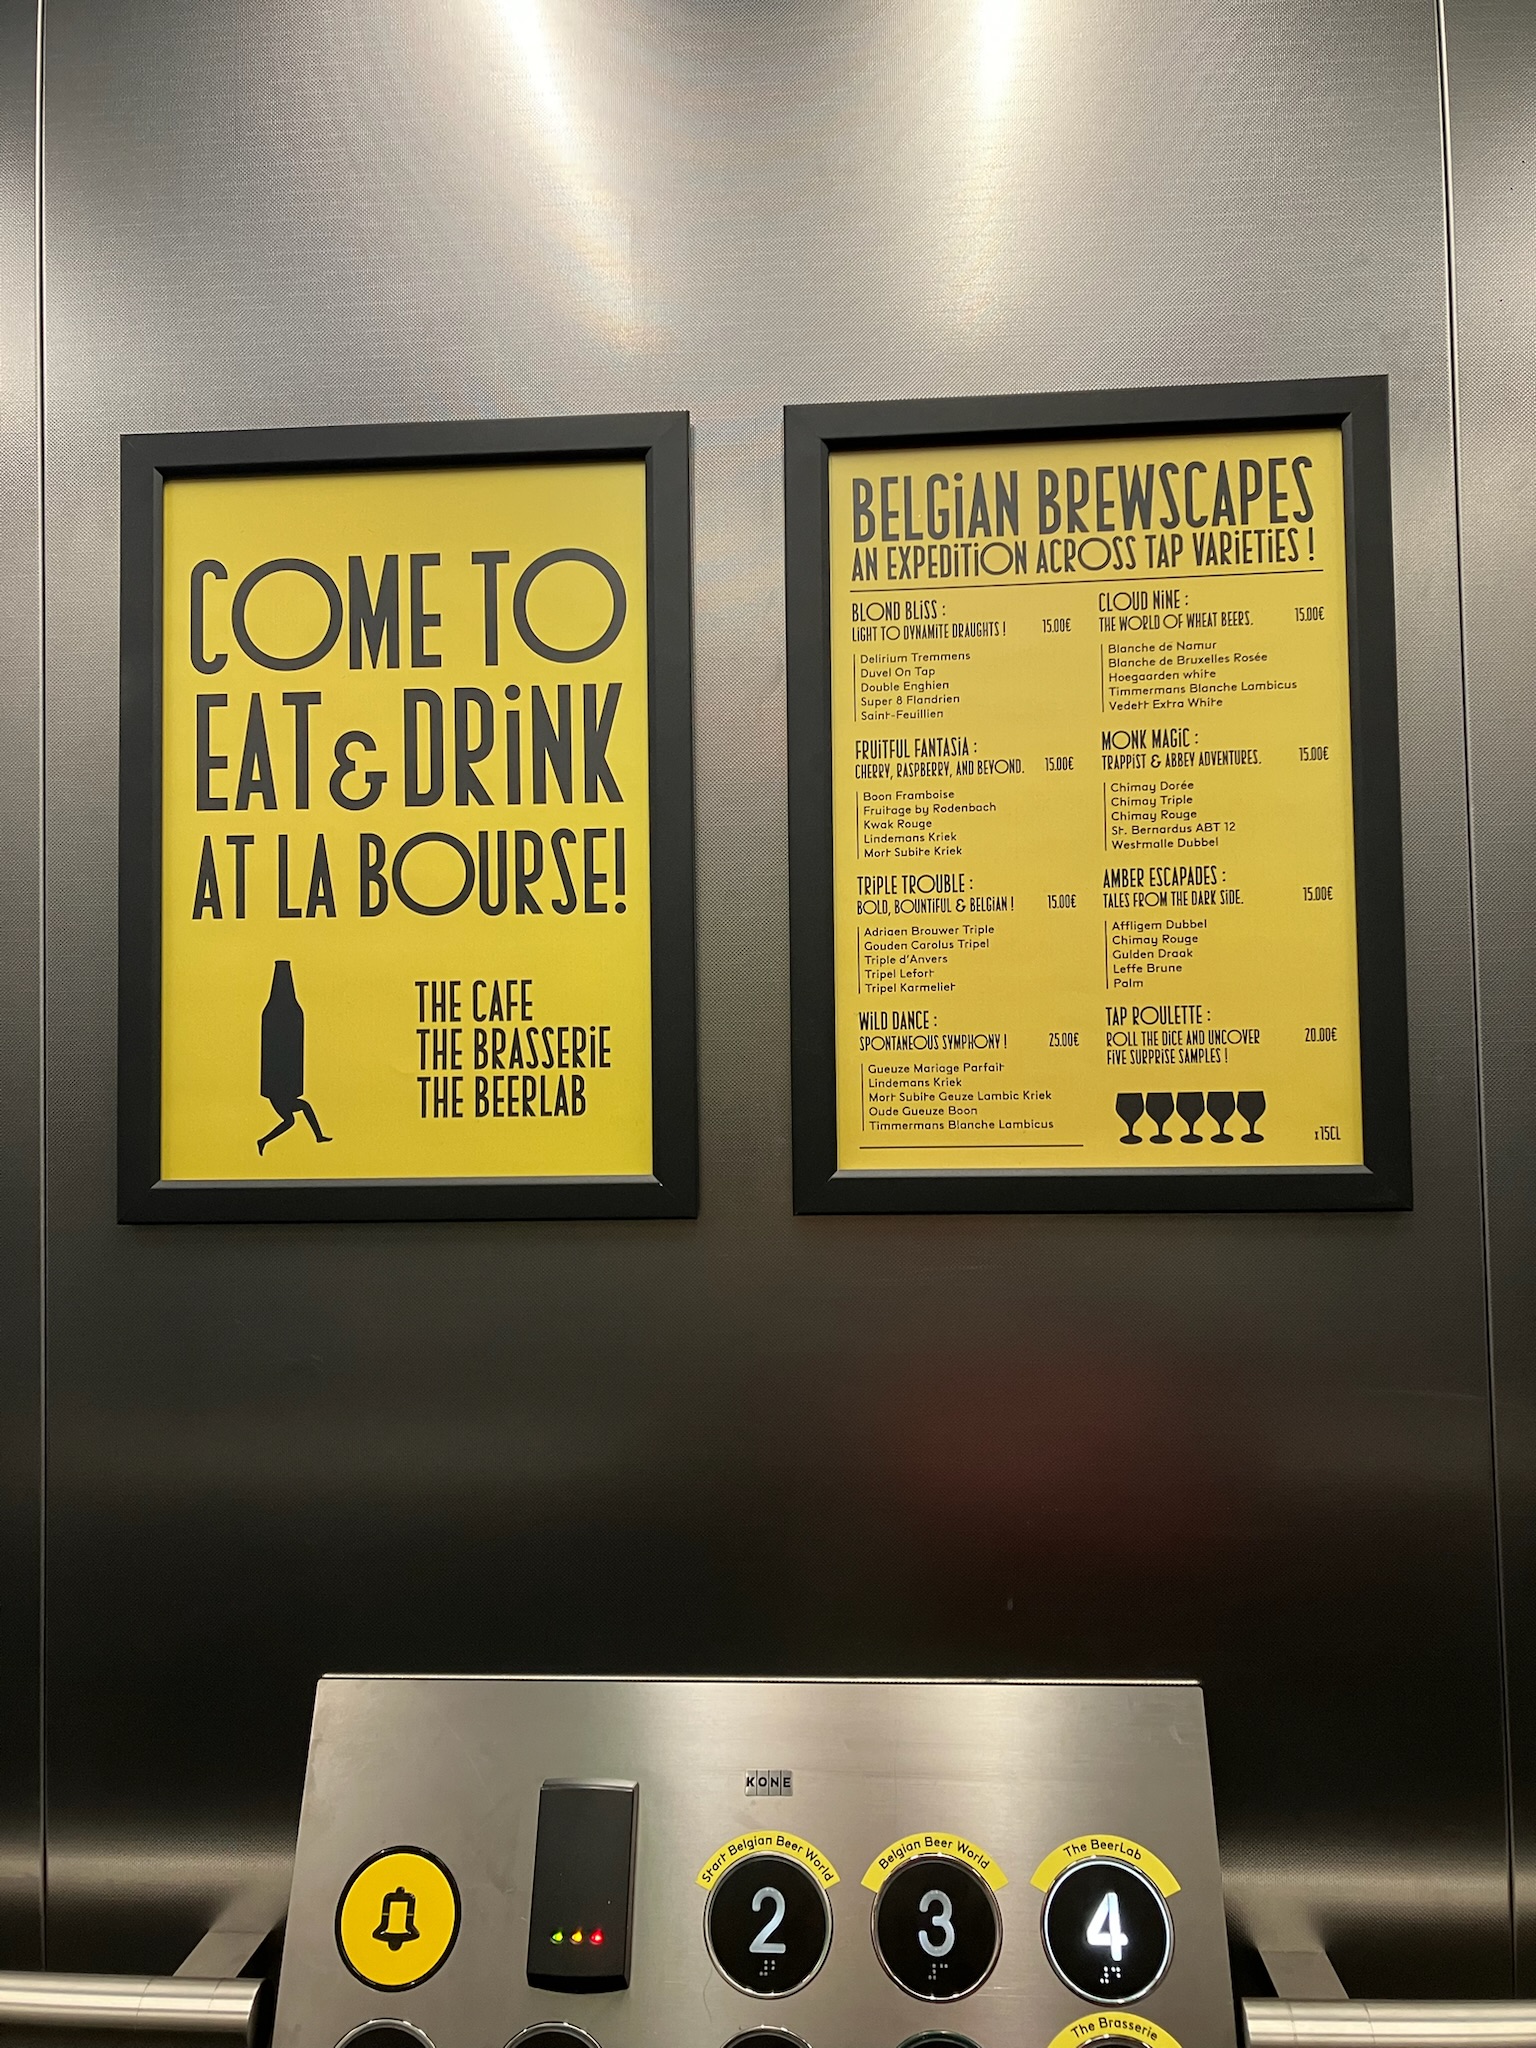 COME TO
EAT & DRiNK
AT LA BOURSE!
THE CAFE
THE BRASSERiE
THE BEERLAB
BELGiAN BREWSCAPES
AN EXPEDiTiON ACROSS TAP VARiETiES !
BLOND BLiSS :
LiGHT TO DYNAMiTE DRAUGHTS ! 15.00€
Delirium Tremmens
Duvel On Tap
Double Enghien
Super 8 Flandrien
Saint-Feuillien
FRUiTFUL FANTASiA :
CHERRY, RASPBERRY, AND BEYOND. 15.00€
Boon Framboise
Fruitage by Rodenbach
Kwak Rouge
Lindemans Kriek
Mort Subite Kriek
TRiPLE TROUBLE :
BOLD, BOUNTiFUL & BELGiAN ! 15.00€
Adriaen Brouwer Triple
Gouden Carolus Tripel
Triple d'Anvers
Tripel Lefort
Tripel Karmeliet
WiLD DANCE :
SPONTANEOUS SYMPHONY ! 25.00€
Gueuze Mariage Parfait
Lindemans Kriek
Mort Subite Geuze Lambic Kriek
Oude Gueuze Boon
Timmermans Blanche Lambicus
CLOUD NiNE :
THE WORLD OF WHEAT BEERS. 15.00€
Blanche de Namur
Blanche de Bruxelles Rosée
Hoegaarden white
Timmermans Blanche Lambicus
Vedett Extra White
MONK MAGiC :
TRAPPiST & ABBEY ADVENTURES. 15.00€
Chimay Dorée
Chimay Triple
Chimay Rouge
St. Bernardus ABT 12
Westmalle Dubbel
AMBER ESCAPADES :
TALES FROM THE DARK SiDE. 15.00€
Affligem Dubbel
Chimay Rouge
Gulden Draak
Leffe Brune
Palm
TAP ROULETTE :
ROLL THE DiCE AND UNCOVER 20.00€
FiVE SURPRiSE SAMPLES !
x15CL
KONE
Start Belgian Beer World
2
Belgian Beer World
3
The BeerLab
4
The Brasserie